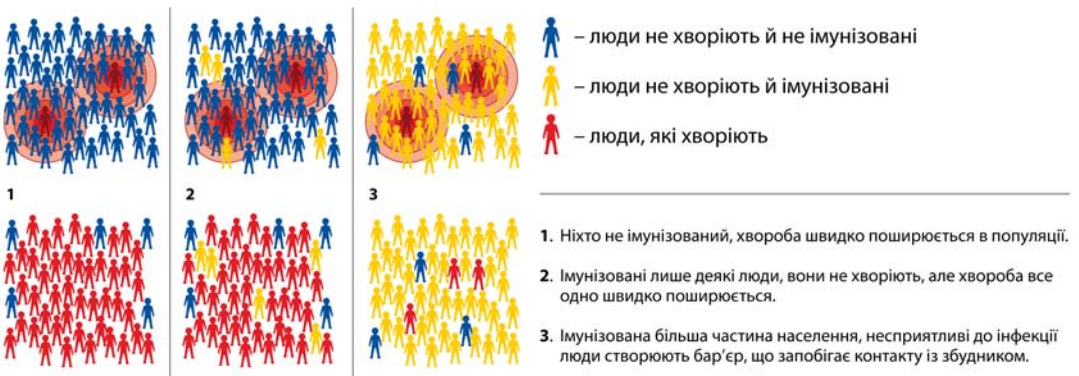 – люди не хворіють й не імунізовані
– люди не хворіють й імунізовані
– люди, які хворіють
1
2
3
1. Ніхто не імунізований, хвороба швидко поширюється в популяції.
2. Імунізовані лише деякі люди, вони не хворіють, але хвороба все
одно швидко поширюється.
3. Імунізована більша частина населення, несприятливі до інфекції
люди створюють бар’єр, що запобігає контакту із збудником.